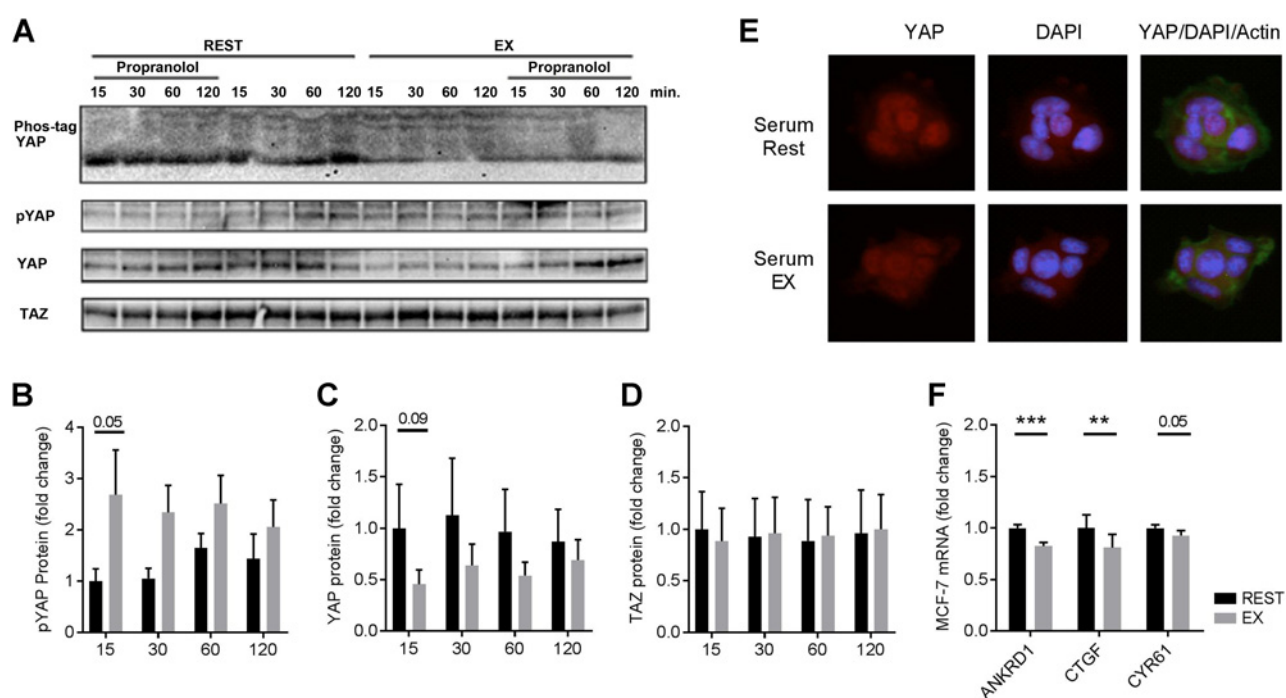 A
REST EX
Propranolol Propranolol
15 30 60 120 15 30 60 120 15 30 60 120 15 30 60 120 min.
Phos-tag
YAP
pYAP
YAP
TAZ
E
YAP DAPI YAP/DAPI/Actin
Serum
Rest
Serum
EX
B
0.05
pYAP Protein (fold change)
4
3
2
1
0
15 30 60 120
C
0.09
YAP protein (fold change)
2.0
1.5
1.0
0.5
0.0
15 30 60 120
D
TAZ protein (fold change)
2.0
1.5
1.0
0.5
0.0
15 30 60 120
F
*** ** 0.05
MCF-7 mRNA (fold change)
2.0
1.5
1.0
0.5
0.0
ANKRD1 CTGF CYR61
REST
EX